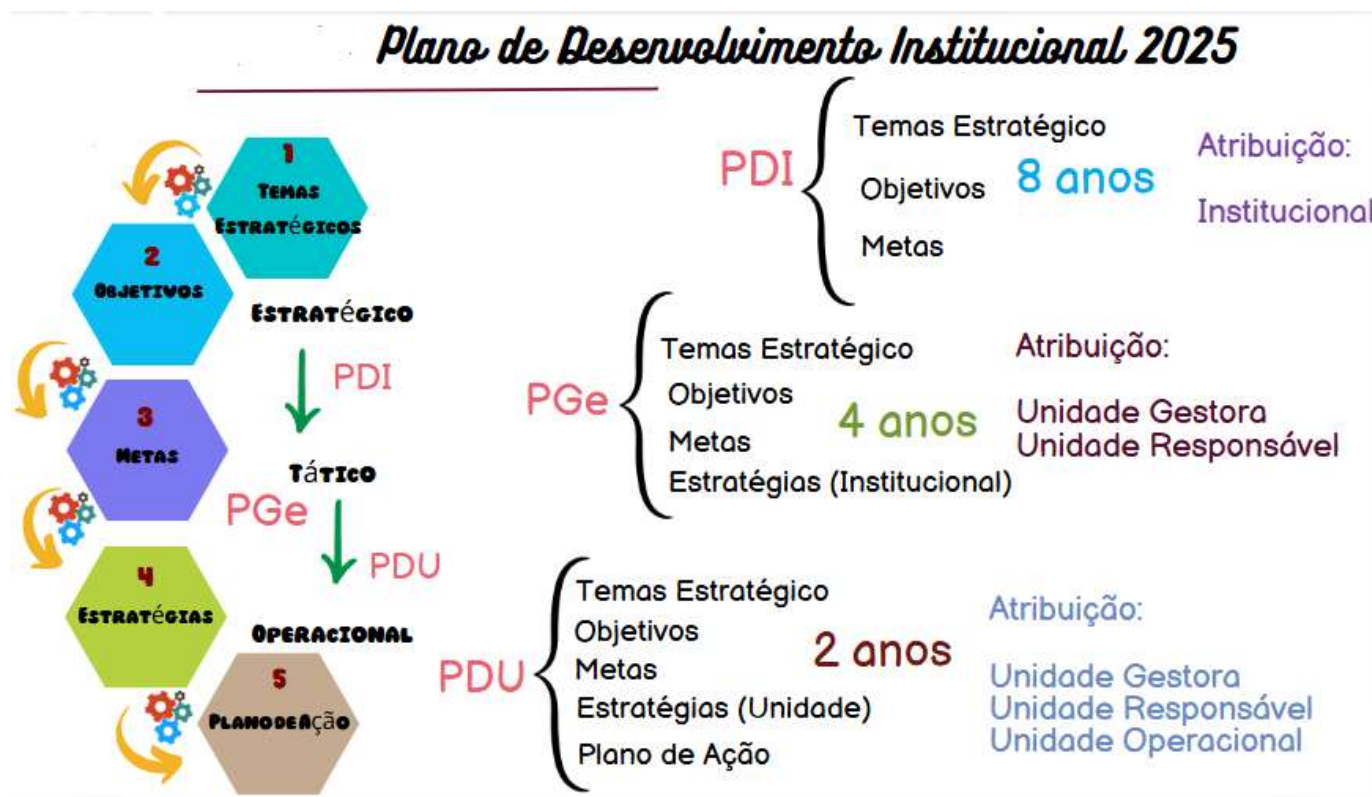 Plano de Desenvolvimento Institucional 2025
1
Temas
Estratégicos
2
Objetivos
3
Metas
4
Estratégias
5
Plano de Ação
Estratégico
PDI
Tático
PGe
PDU
Operacional
PDI
Temas Estratégico
Objetivos
Metas
8 anos
Atribuição:
Institucional
PGe
Temas Estratégico
Objetivos
Metas
Estratégias (Institucional)
4 anos
Atribuição:
Unidade Gestora
Unidade Responsável
PDU
Temas Estratégico
Objetivos
Metas
Estratégias (Unidade)
Plano de Ação
2 anos
Atribuição:
Unidade Gestora
Unidade Responsável
Unidade Operacional